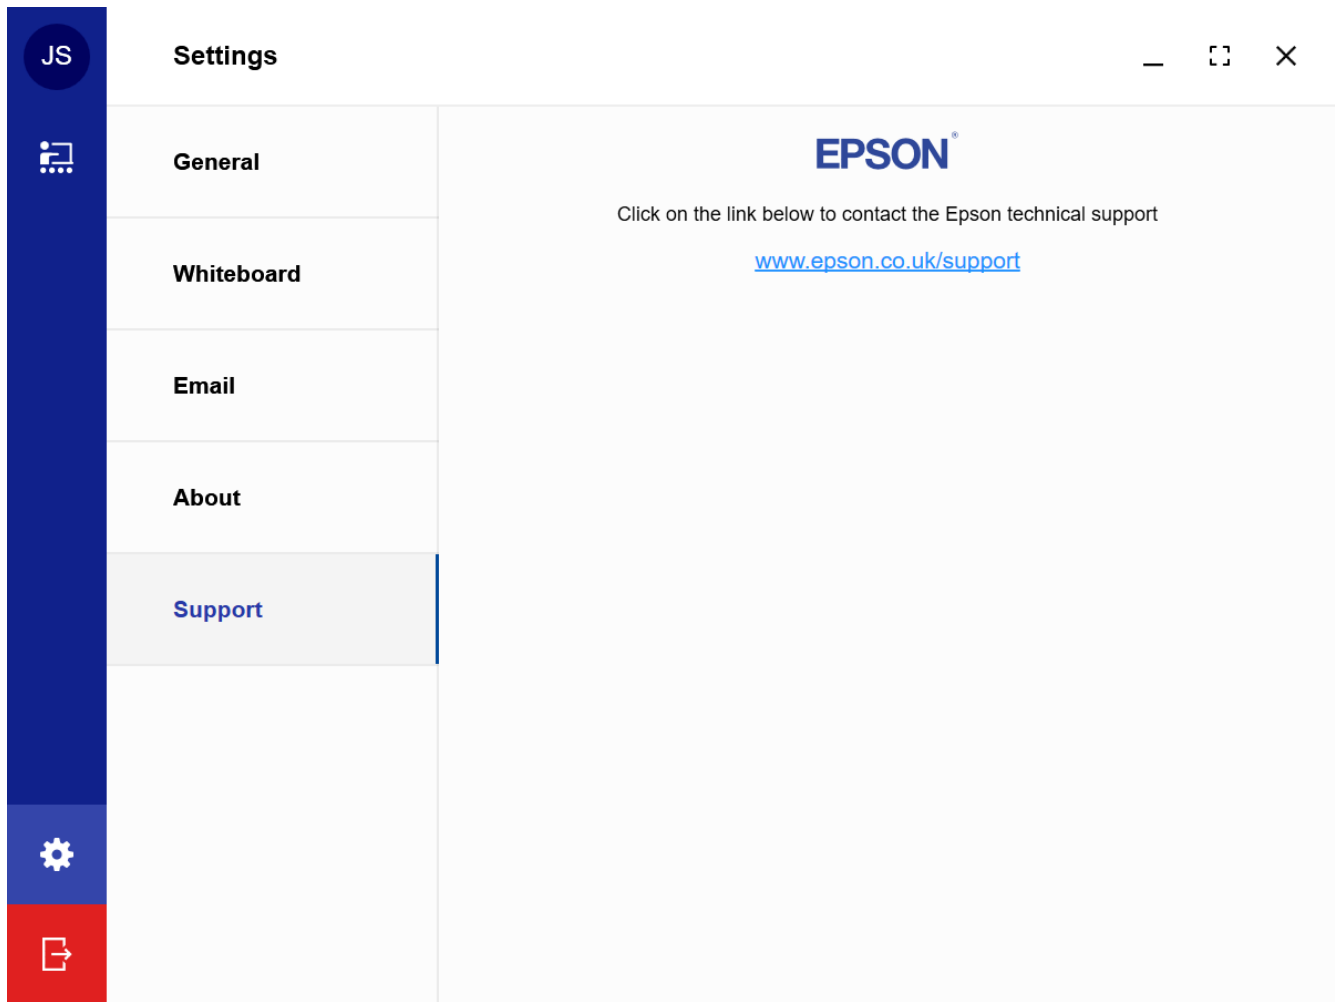 JS
Settings
General
Whiteboard
Email
About
Support
EPSON®
Click on the link below to contact the Epson technical support
www.epson.co.uk/support